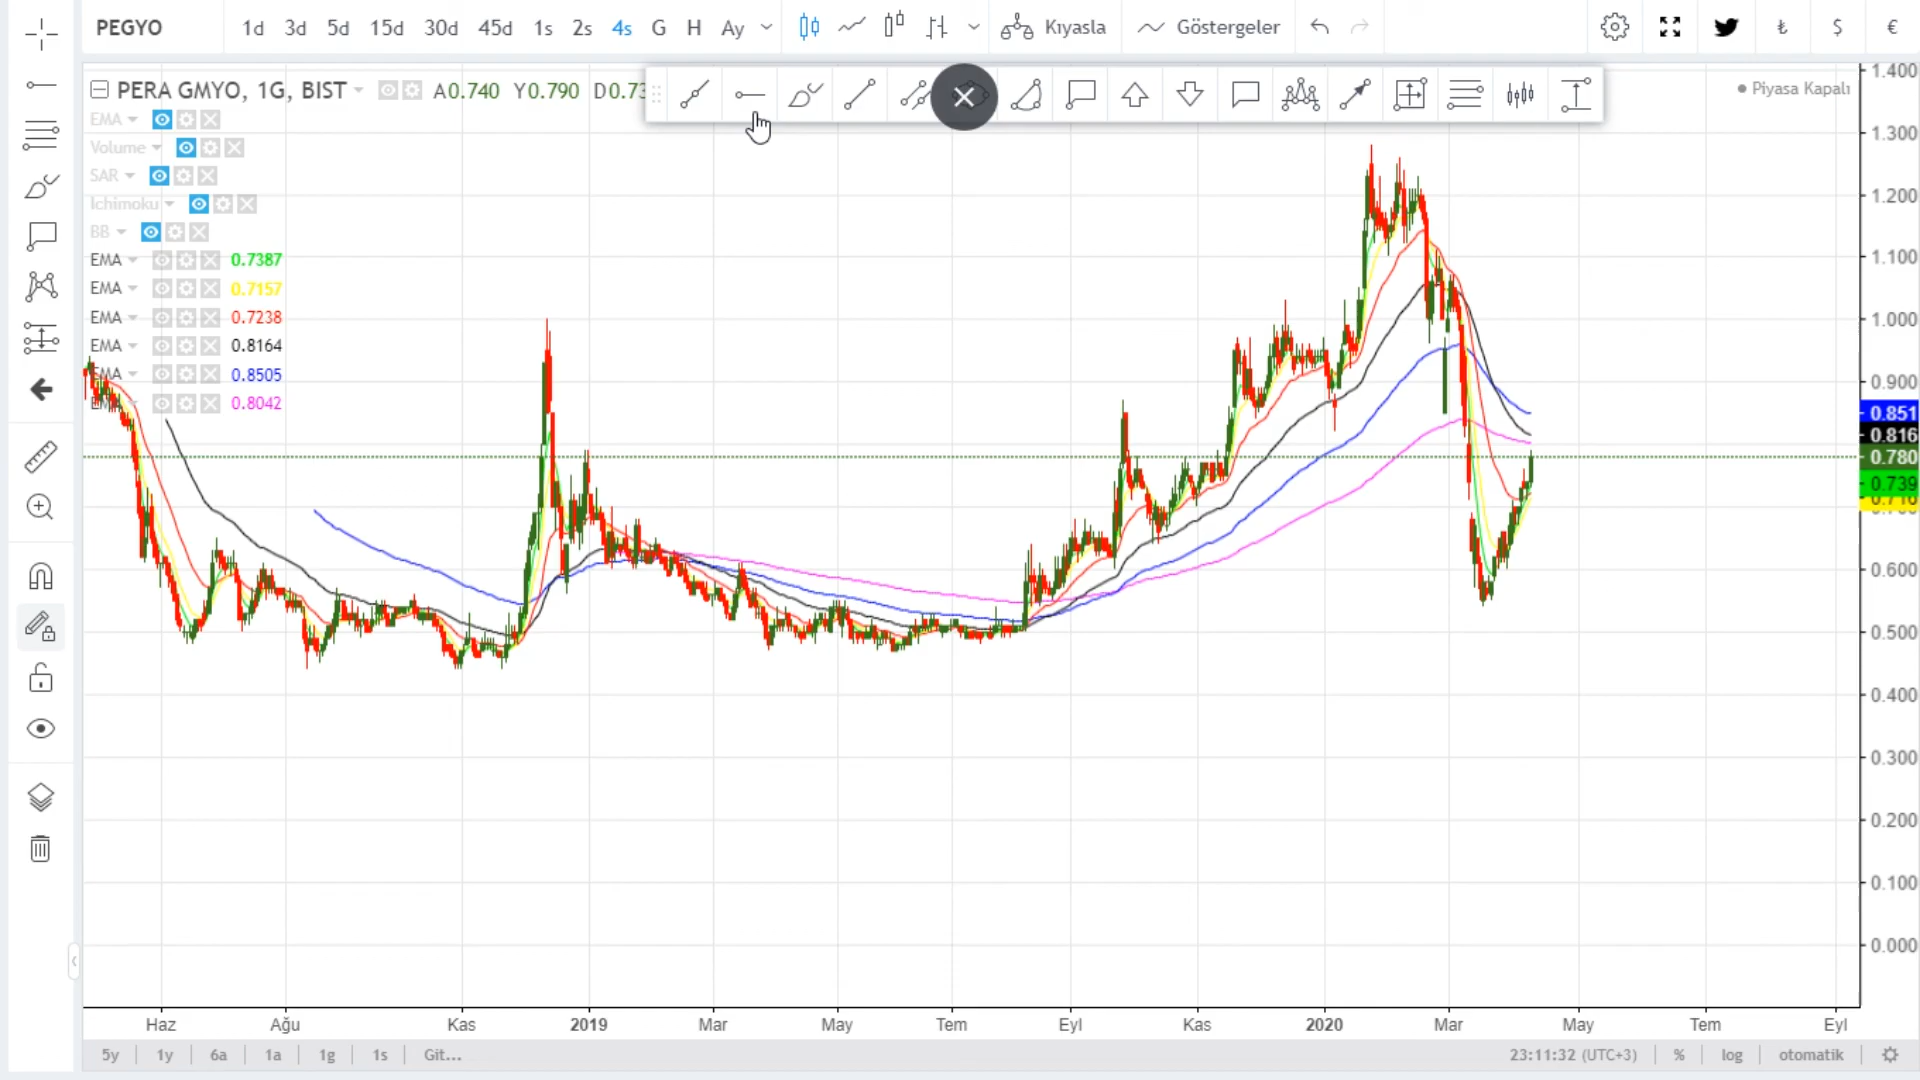 PEGYO 1d 3d 5d 15d 30d 45d 1s 2s 4s G H Ay Kıyasla Göstergeler ₺ $ €
PERA GMYO, 1G, BIST A0.740 Y0.790 D0.73
Piyasa Kapalı
EMA
Volume
SAR
Ichimoku
BB
EMA 0.7387
EMA 0.7157
EMA 0.7238
EMA 0.8164
EMA 0.8505
EMA 0.8042
1.400
1.300
1.200
1.100
1.000
0.900
0.851
0.816
0.780
0.739
0.600
0.500
0.400
0.300
0.200
0.100
0.000
Haz Ağu Kas 2019 Mar May Tem Eyl Kas 2020 Mar May Tem Eyl
5y 1y 6a 1a 1g 1s Git... 23:11:32 (UTC+3) % log otomatik